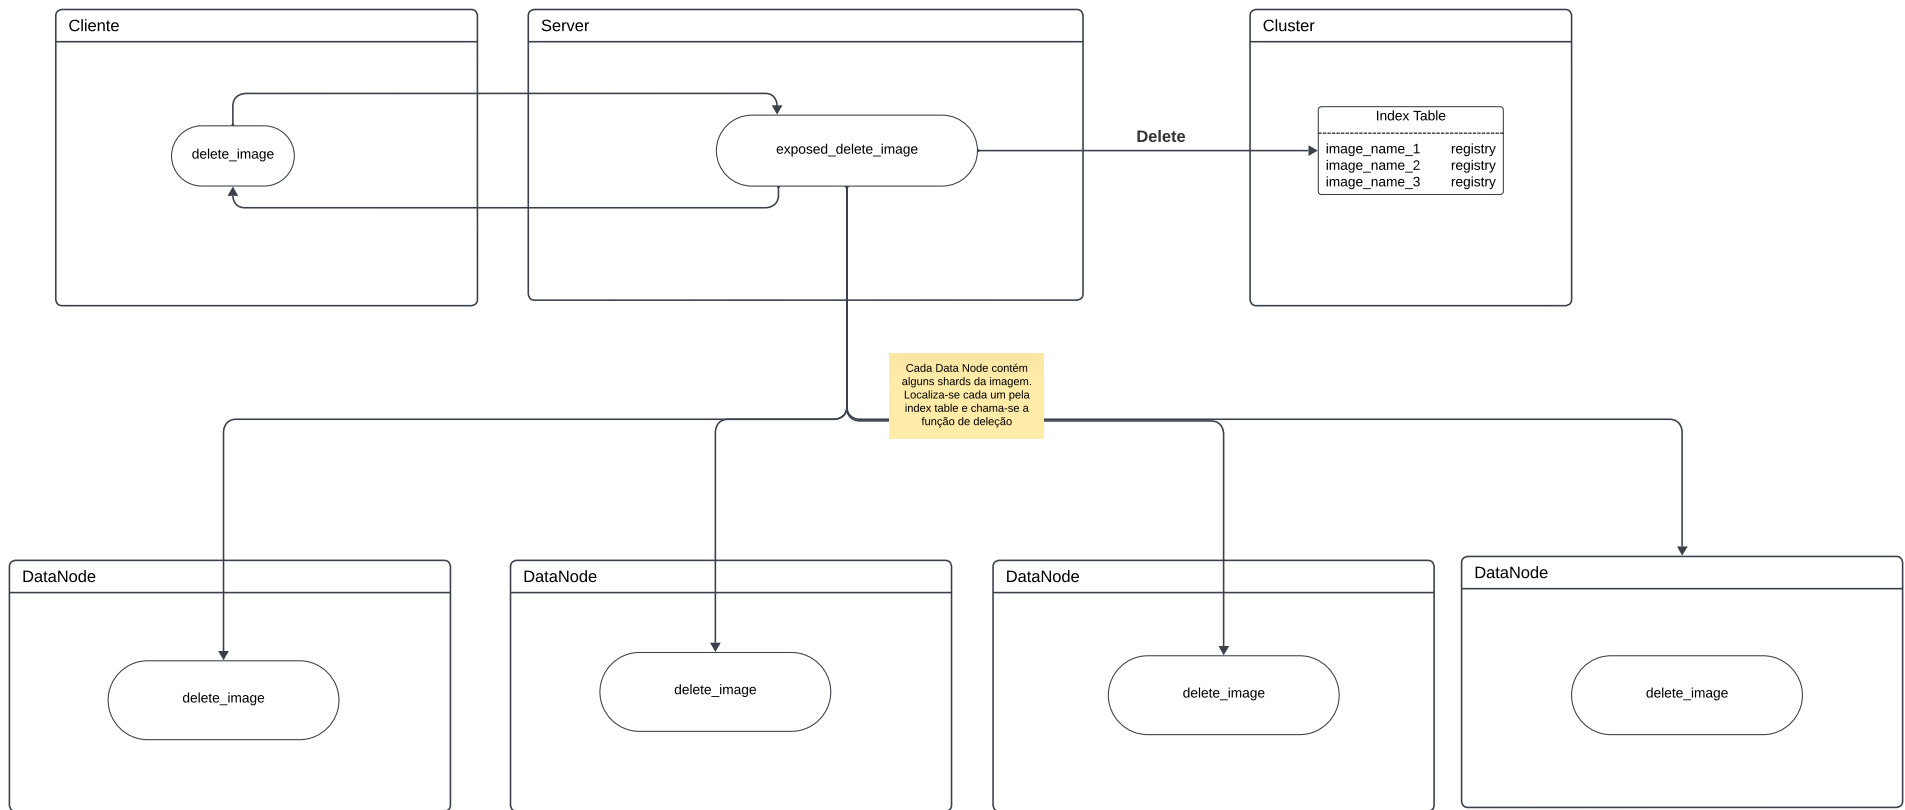 Cliente
Server
Cluster
delete_image
exposed_delete_image
Delete
Index Table
image_name_1 registry
image_name_2 registry
image_name_3 registry
Cada Data Node contém
alguns shards da imagem.
Localiza-se cada um pela
index table e chama-se a
função de deleção
DataNode
DataNode
DataNode
DataNode
delete_image
delete_image
delete_image
delete_image